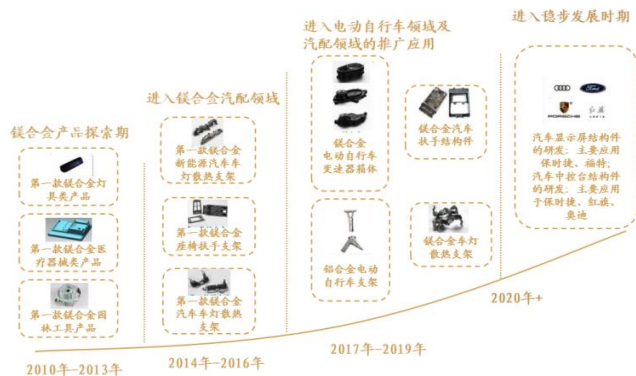 镁合金产品探索期
第一款镁合金灯
具类产品
第一款镁合金医
疗器械类产品
第一款镁合金园
林工具产品
2010年-2013年
进入镁合金汽配领域
第一款镁合金
新能源汽车车
灯散热支架
第一款镁合金
座椅扶手支架
第一款镁合金
汽车车灯散热
支架
2014年-2016年
进入电动自行车领域及
汽配领域的推广应用
镁合金
电动自行车
变速器箱体
镁合金汽车
扶手结构件
铝合金电动
自行车支架
镁合金车灯
散热支架
2017年-2019年
进入稳步发展时期
Ford
PORSCHE
汽车显示屏结构件
的研发:主要应用
保时捷、福特;
汽车中控台结构件
的研发:主要应用
于保时捷、红旗、
奥迪
2020年+